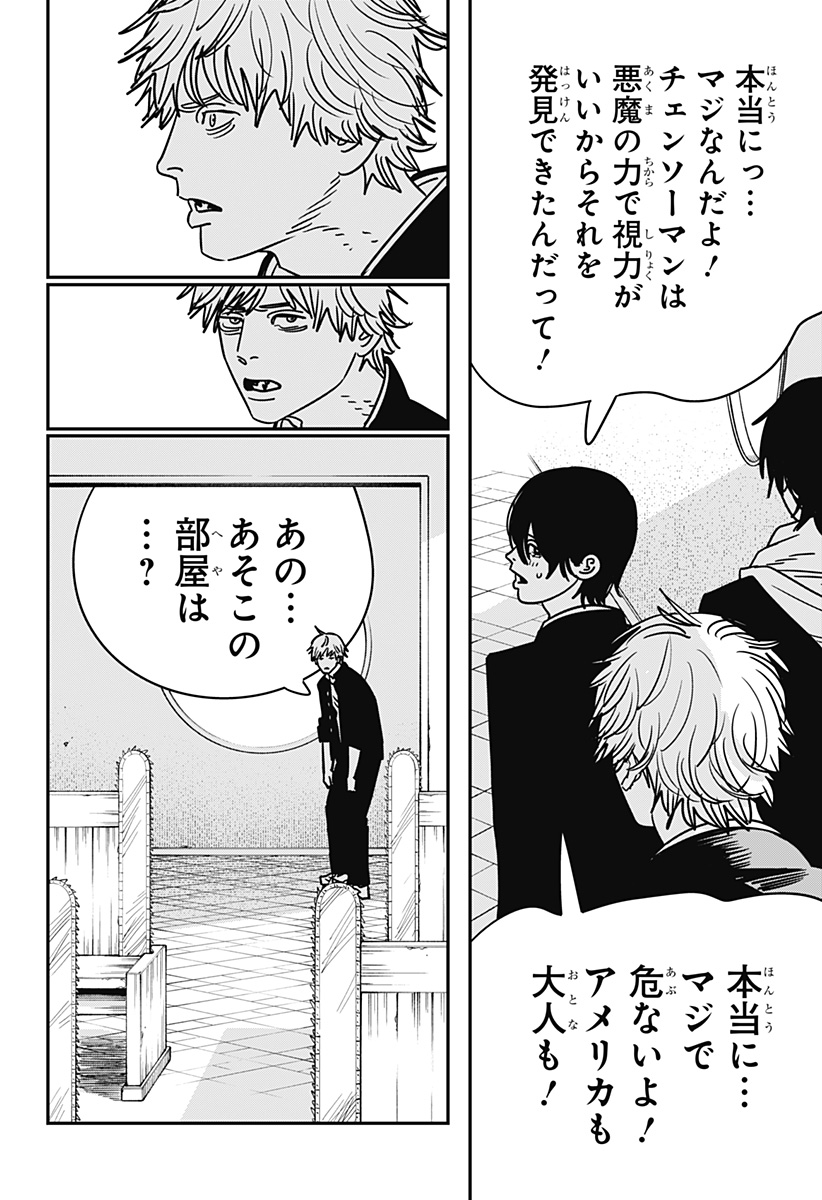 本当にっ…
マジなんだよ！
チェンソーマンは
悪魔の力で視力が
いいからそれを
発見できたんだって！
本当に…
マジで
危ないよ！
アメリカも
大人も！
あの…
あそこの
部屋は
…?